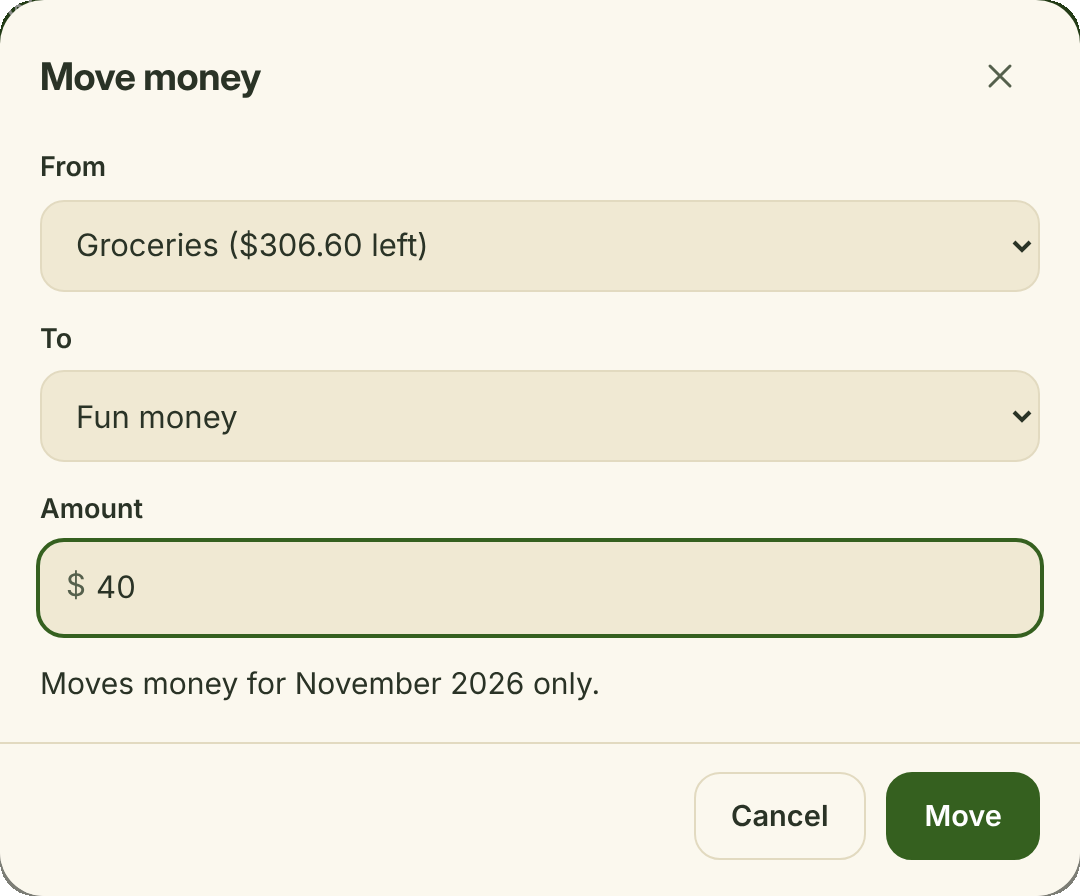 Move money
From
Groceries ($306.60 left)
To
Fun money
Amount
$ 40
Moves money for November 2026 only.
Cancel Move